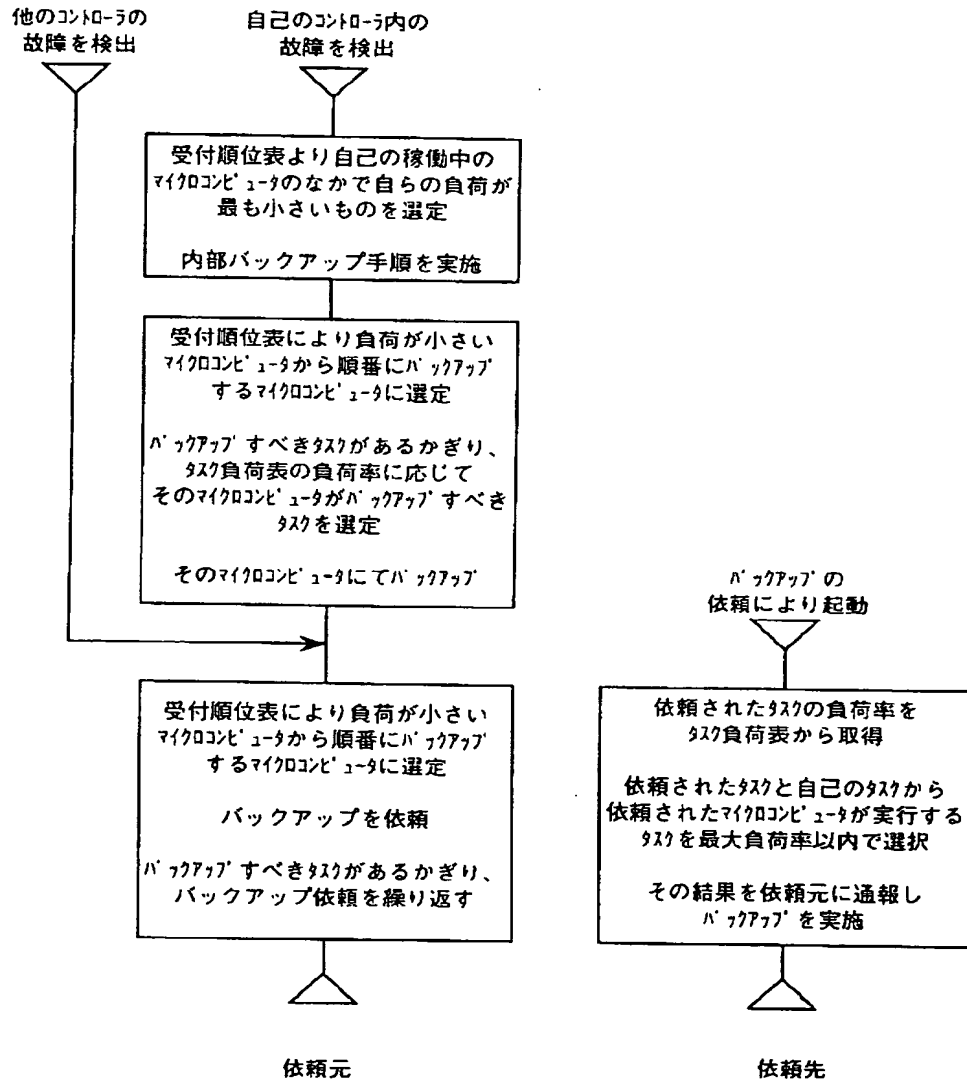 他のコントローラの
故障を検出
自己のコントローラ内の
故障を検出
受付順位表より自己の稼働中の
マイクロコンピュータのなかで自らの負荷が
最も小さいものを選定
内部バックアップ手順を実施
受付順位表により負荷が小さい
マイクロコンピュータから順番にバックアップ
するマイクロコンピュータに選定
バックアップすべきタスクがあるかぎり、
タスク負荷表の負荷率に応じて
そのマイクロコンピュータがバックアップすべき
タスクを選定
そのマイクロコンピュータにてバックアップ
受付順位表により負荷が小さい
マイクロコンピュータから順番にバックアップ
するマイクロコンピュータに選定
バックアップを依頼
バックアップすべきタスクがあるかぎり、
バックアップ依頼を繰り返す
依頼元
バックアップの
依頼により起動
依頼されたタスクの負荷率を
タスク負荷表から取得
依頼されたタスクと自己のタスクから
依頼されたマイクロコンピュータが実行する
タスクを最大負荷率以内で選択
その結果を依頼元に通報し
バックアップを実施
依頼先